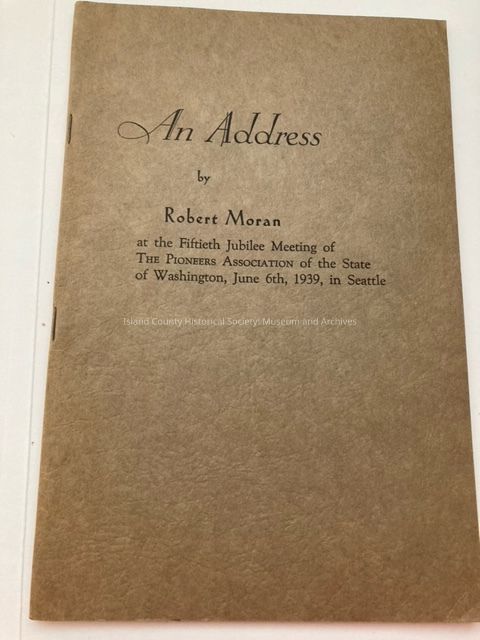 An Address
by
Robert Moran
at the Fiftieth Jubilee Meeting of
THE PIONEERS ASSOCIATION of the State
of Washington, June 6th, 1939, in Seattle
Island County Historical Society: Museum and Archives